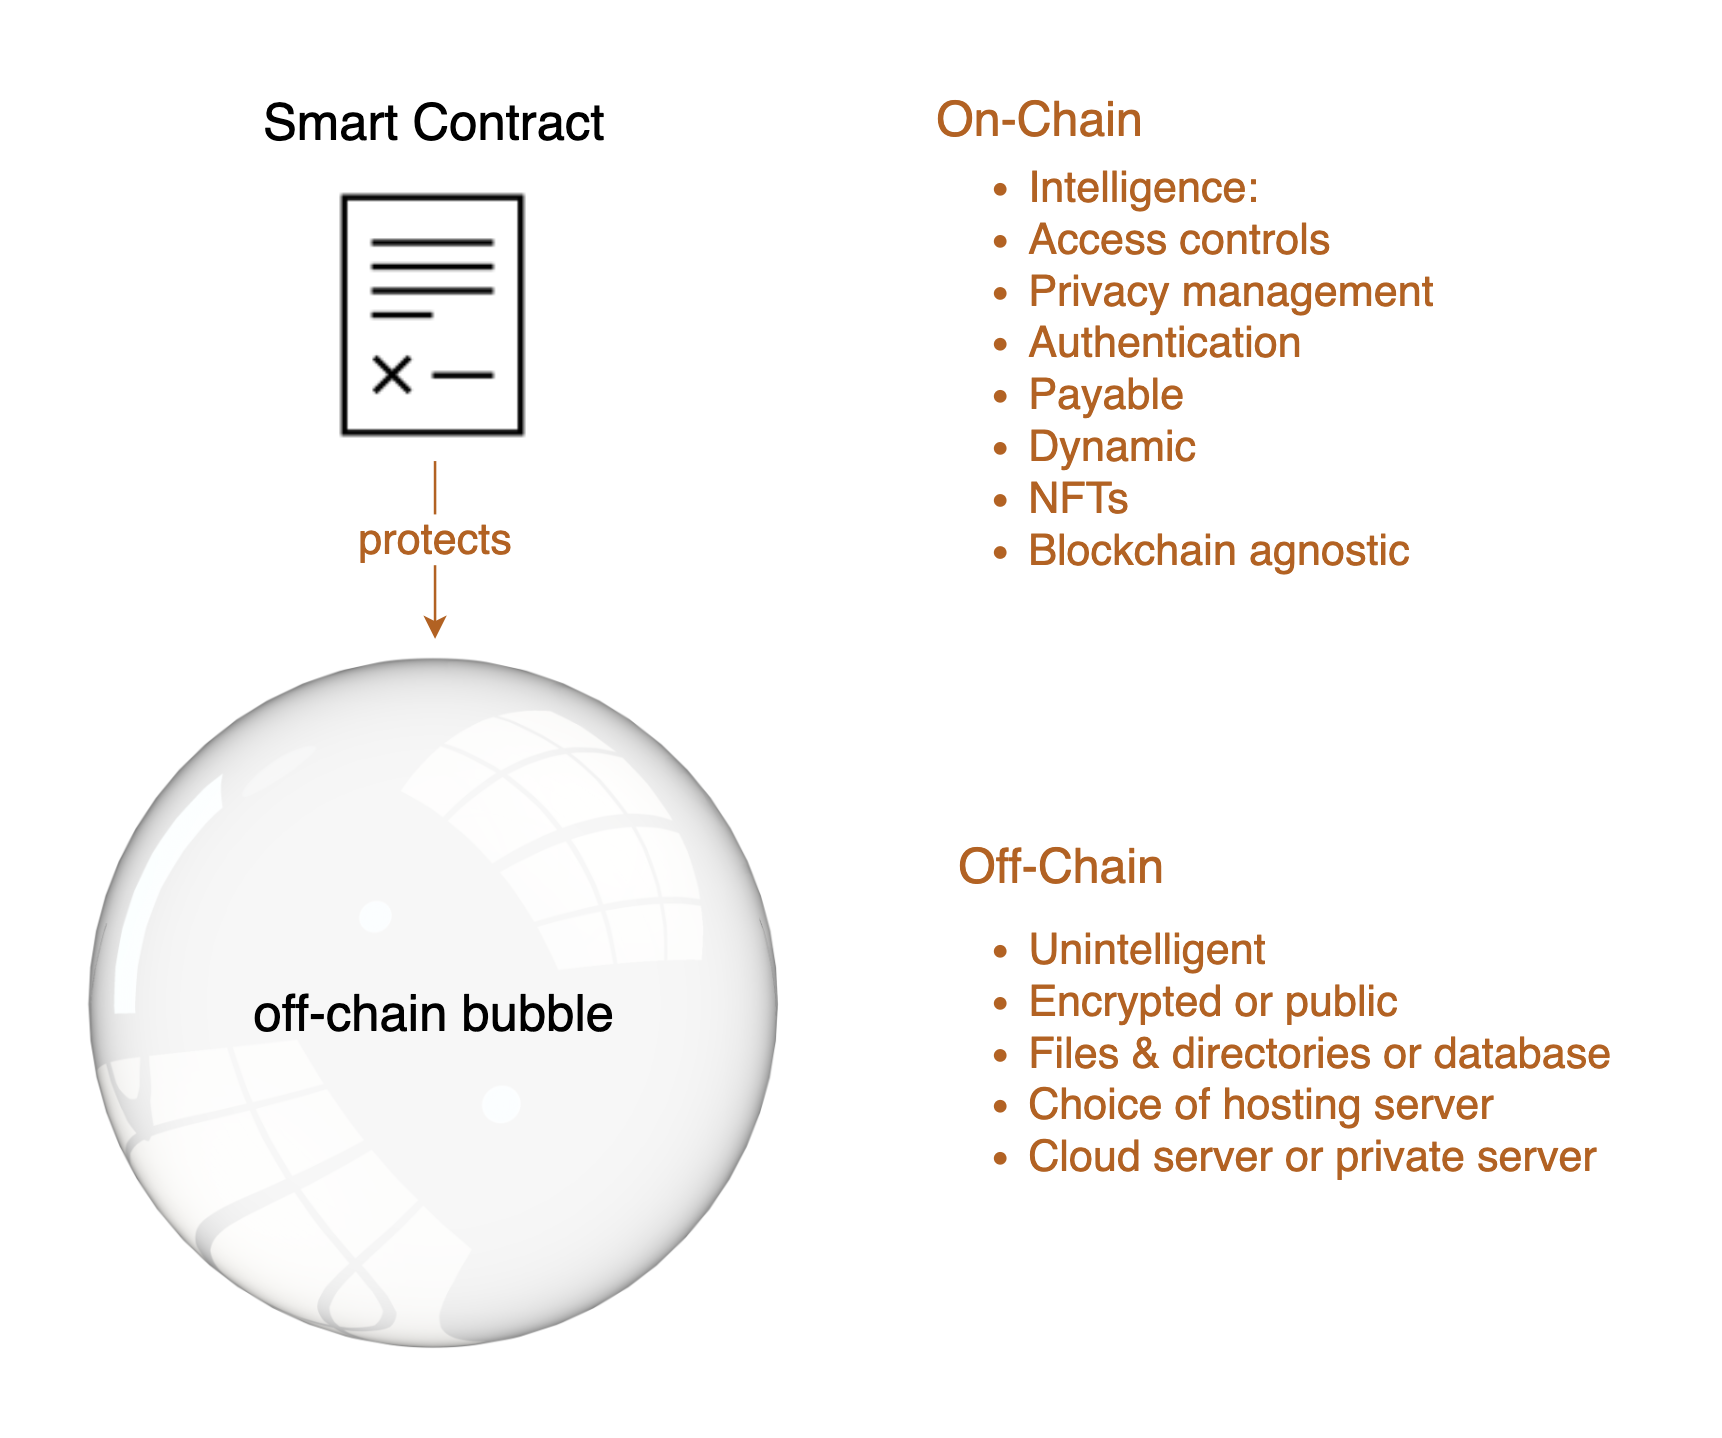 Smart Contract
protects
off-chain bubble
On-Chain
• Intelligence:
• Access controls
• Privacy management
• Authentication
• Payable
• Dynamic
• NFTs
• Blockchain agnostic
Off-Chain
• Unintelligent
• Encrypted or public
• Files & directories or database
• Choice of hosting server
• Cloud server or private server